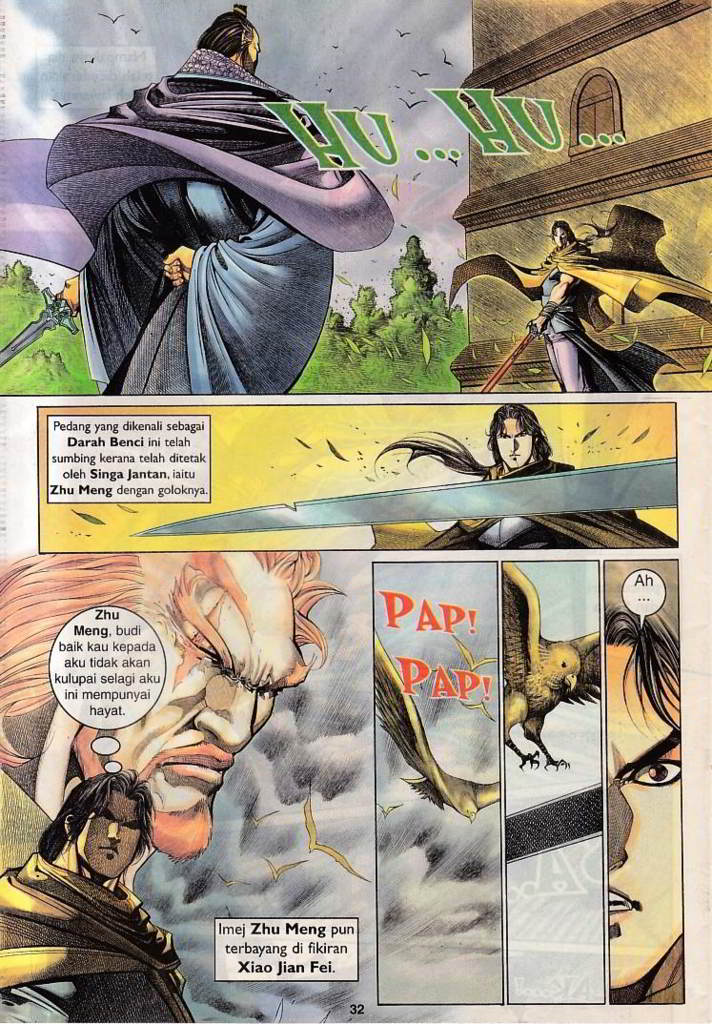 HU...HU...
Pedang yang dikenali sebagai
Darah Benci ini telah
sumbing kerana telah ditetak
oleh Singa Jantan, iaitu
Zhu Meng dengan goloknya.
Zhu
Meng, budi
baik kau kepada
aku tidak akan
kulupai selagi aku
ini mempunyai
hayat.
Imej Zhu Meng pun
terbayang di fikiran
Xiao Jian Fei.
PAP!
PAP!
Ah
...
32